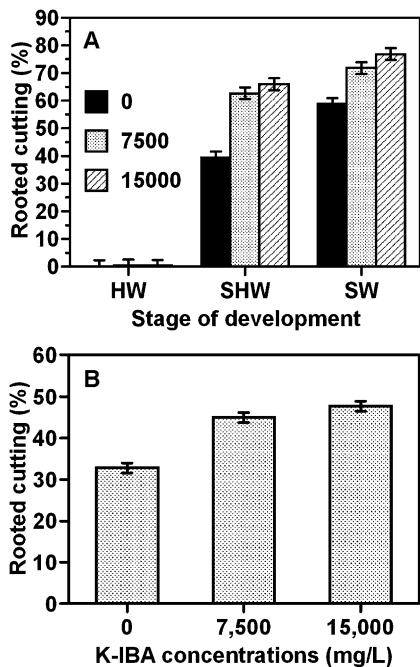 A
Rooted cutting (%)
90
80
70
60
50
40
30
20
10
0
0
7500
15000
HW SHW SW
Stage of development
B
Rooted cutting (%)
60
50
40
30
20
10
0
0 7,500 15,000
K-IBA concentrations (mg/L)